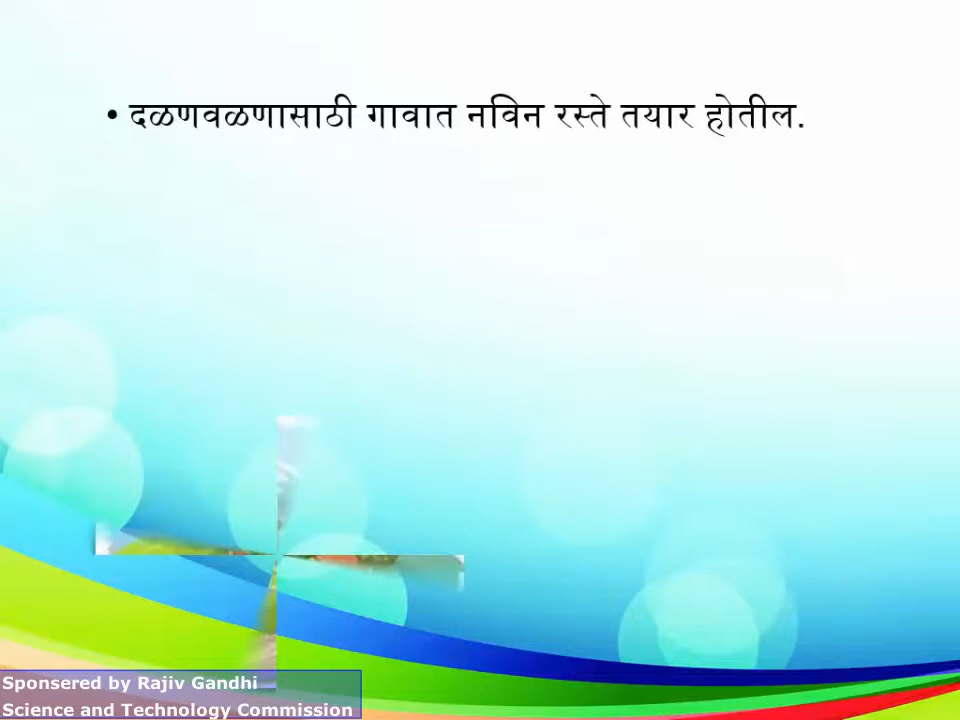 • दळणवळणासाठी गावात नविन रस्ते तयार होतील.
Sponsered by Rajiv Gandhi
Science and Technology Commission